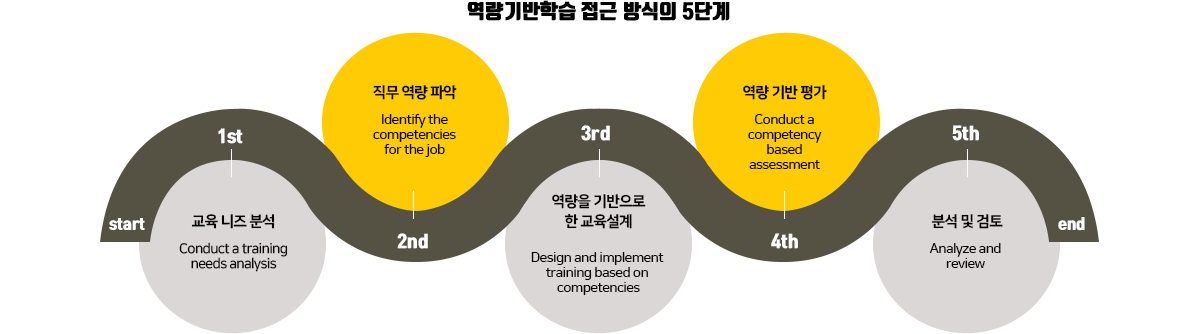 역량기반학습 접근 방식의 5단계
start
1st
교육 니즈 분석
Conduct a training
needs analysis
직무 역량 파악
Identify the
competencies
for the job
2nd
3rd
역량을 기반으로
한 교육설계
Design and implement
training based on
competencies
역량 기반 평가
Conduct a
competency
based
assessment
4th
5th
분석 및 검토
Analyze and
review
end